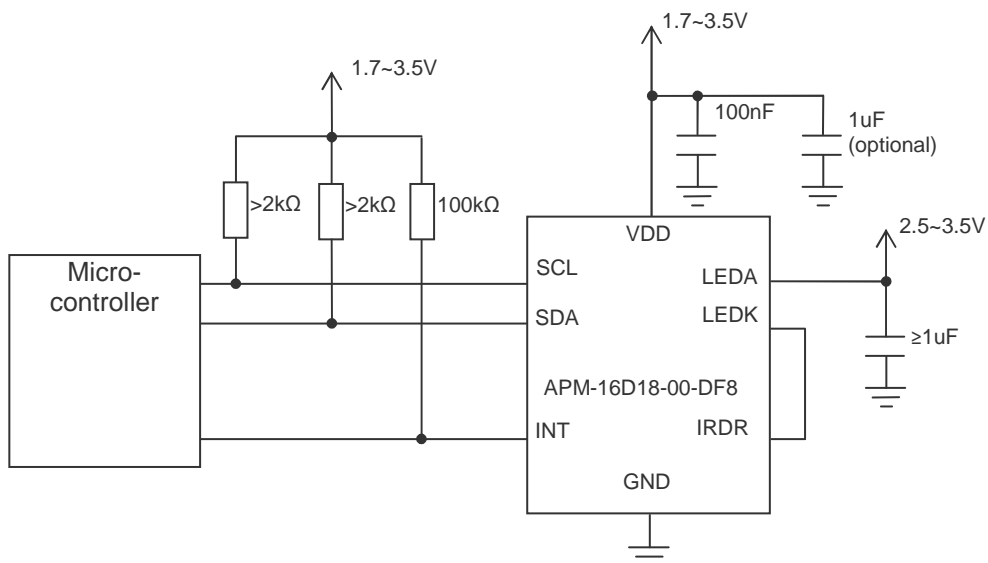 1.7~3.5V
1.7~3.5V
100nF
1uF
(optional)
>2kΩ
>2kΩ
100kΩ
2.5~3.5V
VDD
Micro-
controller
SCL
LEDA
SDA
LEDK
≥1uF
APM-16D18-00-DF8
INT
IRDR
GND